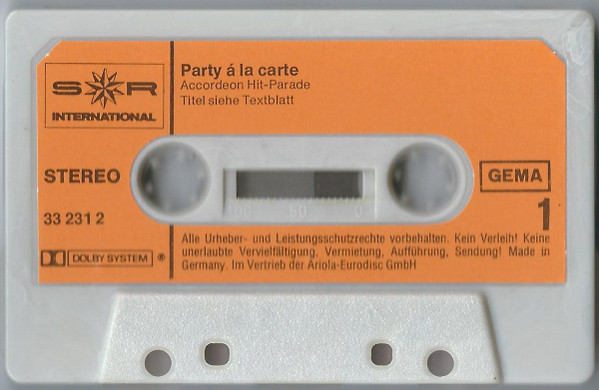 Party á la carte
Accordeon Hit-Parade
Titel siehe Textblatt
S R
INTERNATIONAL
STEREO
33 231 2
DOLBY SYSTEM ®
100 50 0
GEMA
1
Alle Urheber- und Leistungsschutzrechte vorbehalten. Kein Verleih! Keine
unerlaubte Vervielfältigung, Vermietung, Aufführung, Sendung! Made in
Germany. Im Vertrieb der Ariola-Eurodisc GmbH